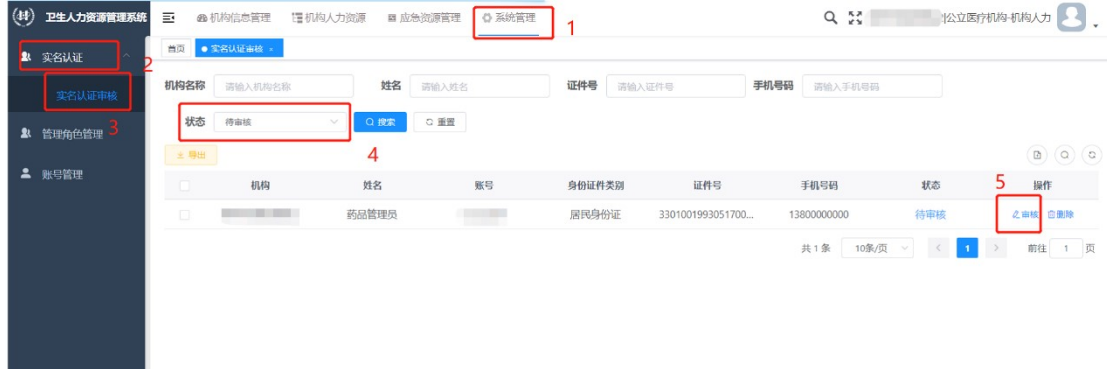 卫生人力资源管理系统 机构信息管理 机构人力资源 应急资源管理 系统管理 公立医疗机构-机构人力
1
实名认证
2
首页 实名认证审核 ×
实名认证审核
3
机构名称 请输入机构名称 姓名 请输入姓名 证件号 请输入证件号 手机号码 请输入手机号码
状态 待审核 搜索 重置
4
管理角色管理
导出
账号管理
5
机构 姓名 账号 身份证件类别 证件号 手机号码 状态 操作
药品管理员 居民身份证 3301001993051700... 13800000000 待审核 审核 删除
共 1 条 10条/页 < 1 > 前往 1 页